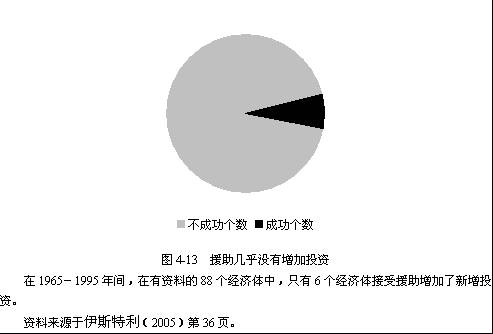 不成功个数 成功个数
图 4-13 援助几乎没有增加投资
在 1965－1995 年间，在有资料的 88 个经济体中，只有 6 个经济体接受援助增加了新增投
资。
资料来源于伊斯特利（2005）第 36 页。